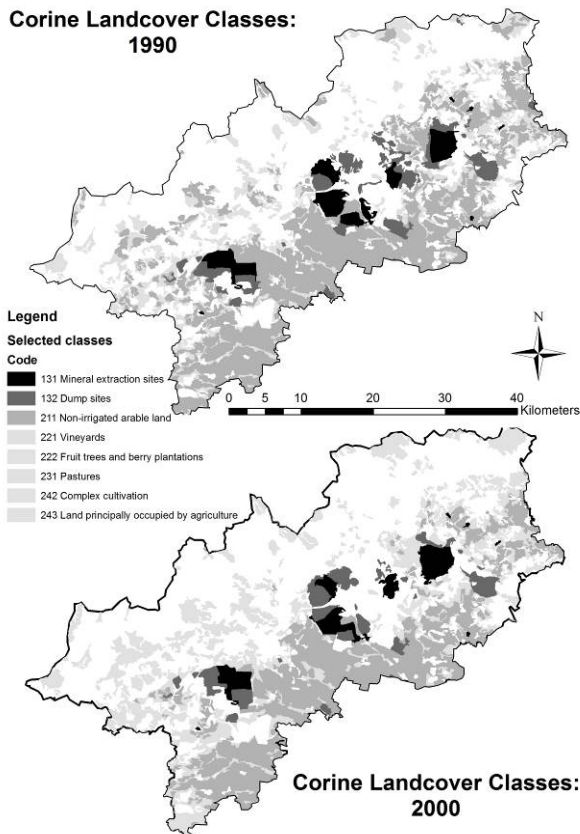 Corine Landcover Classes:
1990
Legend
Selected classes
Code
131 Mineral extraction sites
132 Dump sites
211 Non-irrigated arable land
221 Vineyards
222 Fruit trees and berry plantations
231 Pastures
242 Complex cultivation
243 Land principally occupied by agriculture
N
0 5 10 20 30 40
Kilometers
Corine Landcover Classes:
2000